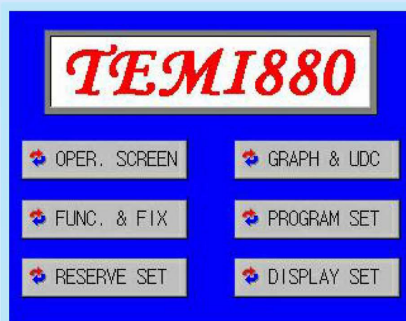 TEMI880
OPER. SCREEN
GRAPH & UDC
FUNC. & FIX
PROGRAM SET
RESERVE SET
DISPLAY SET